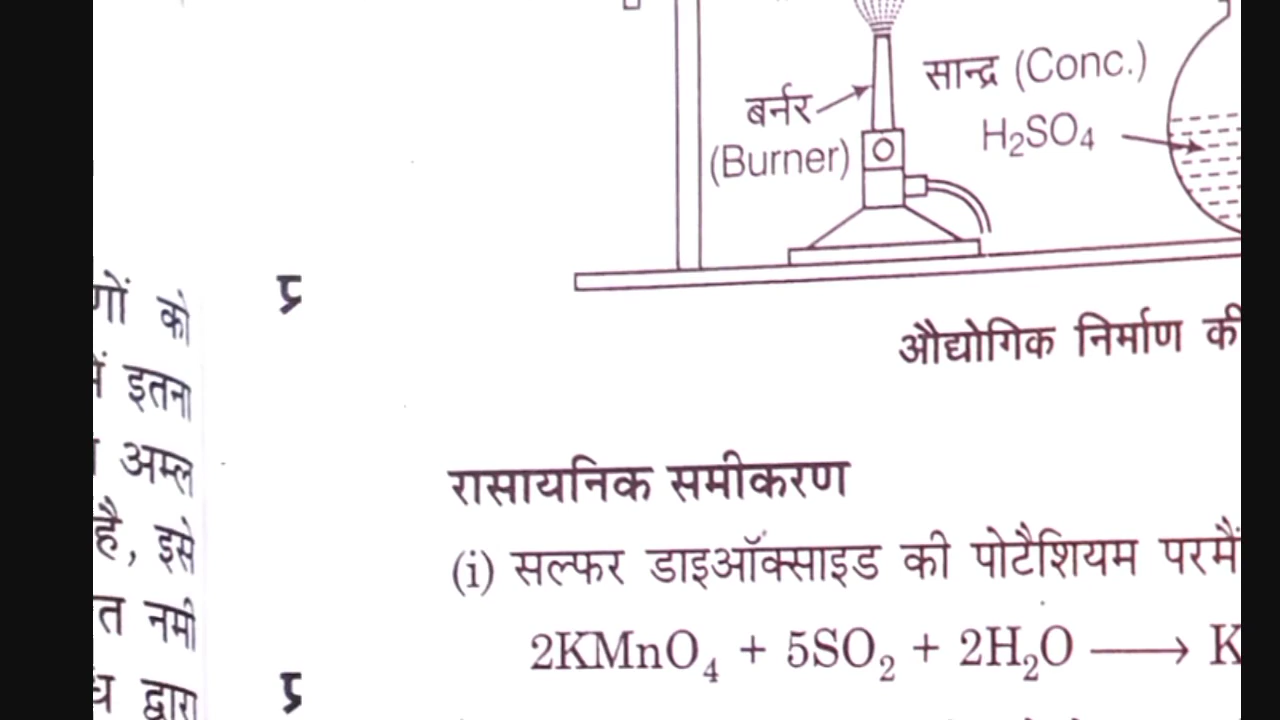 बर्नर
(Burner)
सान्द्र (Conc.)
H₂SO₄
को
इतना
अम्ल
है, इसे
नमी
द्वारा
औद्योगिक निर्माण की
रासायनिक समीकरण
(i) सल्फर डाइऑक्साइड की पोटैशियम
2KMnO₄ + 5SO₂ + 2H₂O ⟶ K